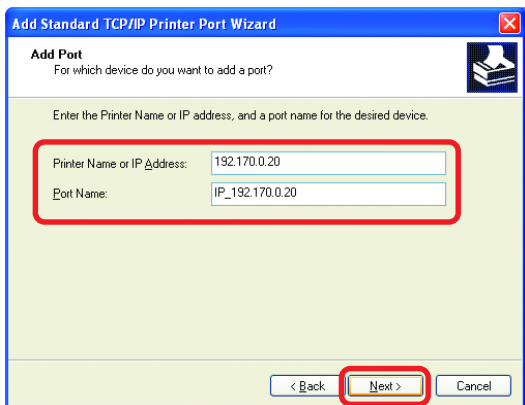 Add Standard TCP/IP Printer Port Wizard
Add Port
For which device do you want to add a port?
Enter the Printer Name or IP address, and a port name for the desired device.
Printer Name or IP Address: 192.170.0.20
Port Name: IP_192.170.0.20
< Back Next > Cancel